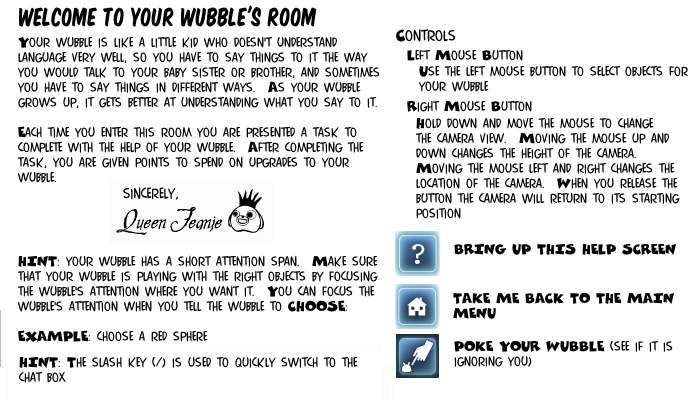 WELCOME TO YOUR WUBBLE'S ROOM
YOUR WUBBLE IS LIKE A LITTLE KID WHO DOESN'T UNDERSTAND
LANGUAGE VERY WELL, SO YOU HAVE TO SAY THINGS TO IT THE WAY
YOU WOULD TALK TO YOUR BABY SISTER OR BROTHER, AND SOMETIMES
YOU HAVE TO SAY THINGS IN DIFFERENT WAYS. AS YOUR WUBBLE
GROWS UP, IT GETS BETTER AT UNDERSTANDING WHAT YOU SAY TO IT.
EACH TIME YOU ENTER THIS ROOM YOU ARE PRESENTED A TASK TO
COMPLETE WITH THE HELP OF YOUR WUBBLE. AFTER COMPLETING THE
TASK, YOU ARE GIVEN POINTS TO SPEND ON UPGRADES TO YOUR
WUBBLE.
SINCERELY,
Queen Jeanje
HINT: YOUR WUBBLE HAS A SHORT ATTENTION SPAN. MAKE SURE
THAT YOUR WUBBLE IS PLAYING WITH THE RIGHT OBJECTS BY FOCUSING
THE WUBBLE'S ATTENTION WHERE YOU WANT IT. YOU CAN FOCUS THE
WUBBLE'S ATTENTION WHEN YOU TELL THE WUBBLE TO CHOOSE:
EXAMPLE: CHOOSE A RED SPHERE
HINT: THE SLASH KEY (/) IS USED TO QUICKLY SWITCH TO THE
CHAT BOX
CONTROLS
LEFT MOUSE BUTTON
USE THE LEFT MOUSE BUTTON TO SELECT OBJECTS FOR
YOUR WUBBLE
RIGHT MOUSE BUTTON
HOLD DOWN AND MOVE THE MOUSE TO CHANGE
THE CAMERA VIEW. MOVING THE MOUSE UP AND
DOWN CHANGES THE HEIGHT OF THE CAMERA.
MOVING THE MOUSE LEFT AND RIGHT CHANGES THE
LOCATION OF THE CAMERA. WHEN YOU RELEASE THE
BUTTON THE CAMERA WILL RETURN TO ITS STARTING
POSITION
? BRING UP THIS HELP SCREEN
TAKE ME BACK TO THE MAIN
MENU
POKE YOUR WUBBLE (SEE IF IT IS
IGNORING YOU)